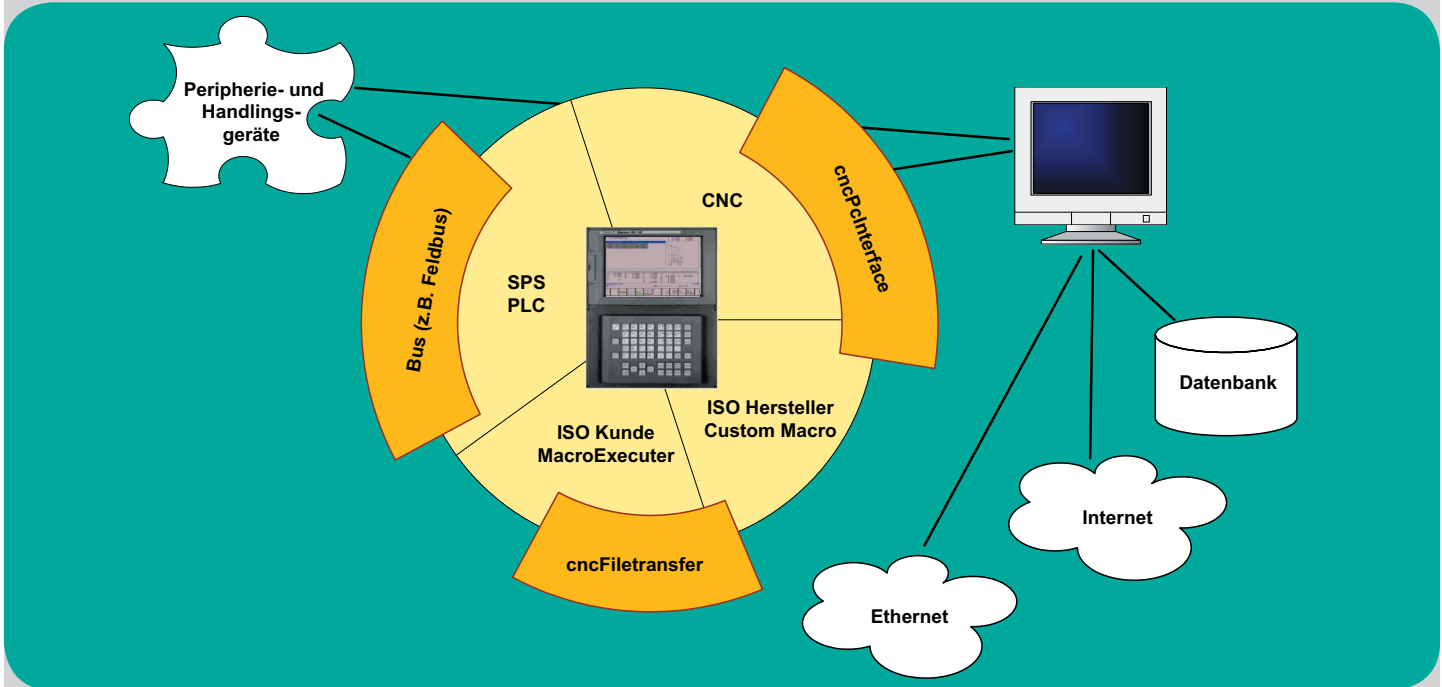 Peripherie- und
Handlings-
geräte
CNC
cncPcInterface
Bus (z.B. Feldbus)
SPS
PLC
ISO Hersteller
Custom Macro
ISO Kunde
MacroExecuter
cncFiletransfer
Datenbank
Internet
Ethernet